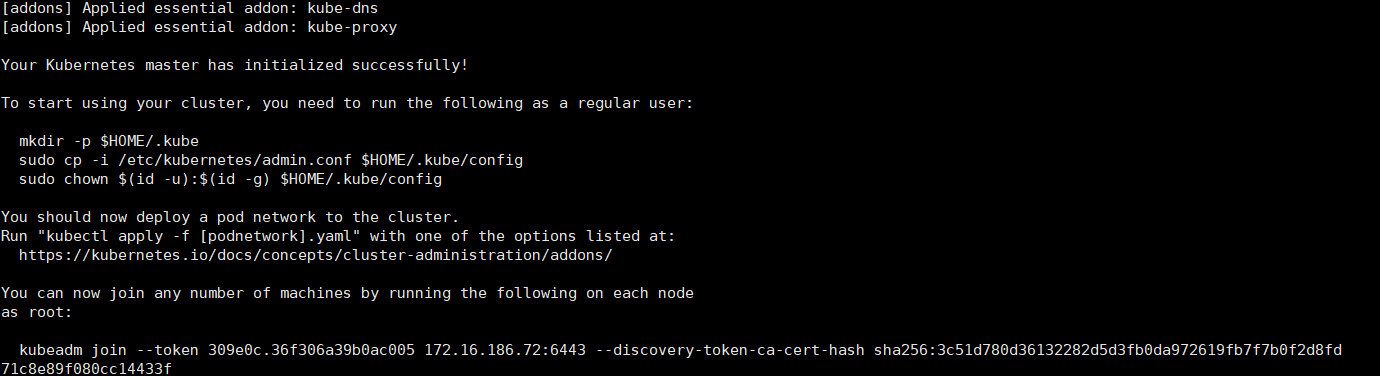 [addons] Applied essential addon: kube-dns
[addons] Applied essential addon: kube-proxy
Your Kubernetes master has initialized successfully!
To start using your cluster, you need to run the following as a regular user:
mkdir -p $HOME/.kube
sudo cp -i /etc/kubernetes/admin.conf $HOME/.kube/config
sudo chown $(id -u):$(id -g) $HOME/.kube/config
You should now deploy a pod network to the cluster.
Run "kubectl apply -f [podnetwork].yaml" with one of the options listed at:
https://kubernetes.io/docs/concepts/cluster-administration/addons/
You can now join any number of machines by running the following on each node
as root:
kubeadm join --token 309e0c.36f306a39b0ac005 172.16.186.72:6443 --discovery-token-ca-cert-hash sha256:3c51d780d36132282d5d3fb0da972619fb7f7b0f2d8fd
71c8e89f080cc14433f